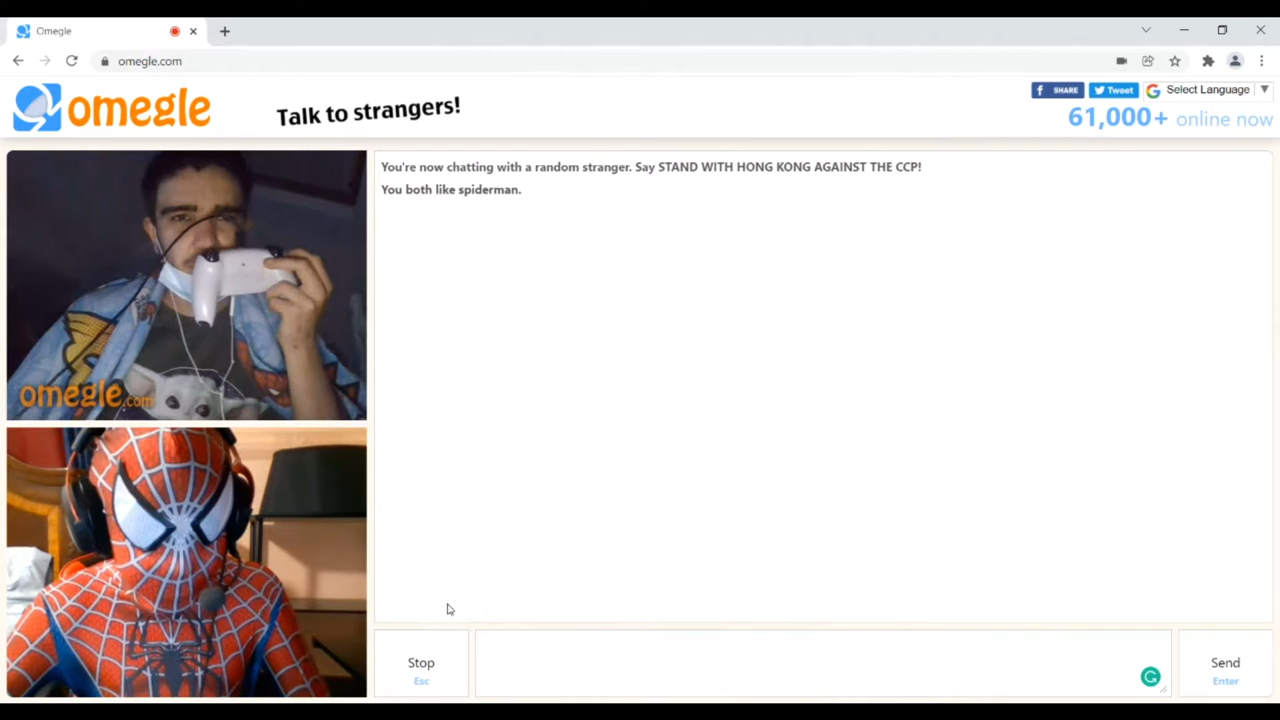 Omegle
omegle.com
omegle
Talk to strangers!
SHARE
Tweet
Select Language
61,000+ online now
You're now chatting with a random stranger. Say STAND WITH HONG KONG AGAINST THE CCP!
You both like spiderman.
omegle.com
Stop
Esc
Send
Enter